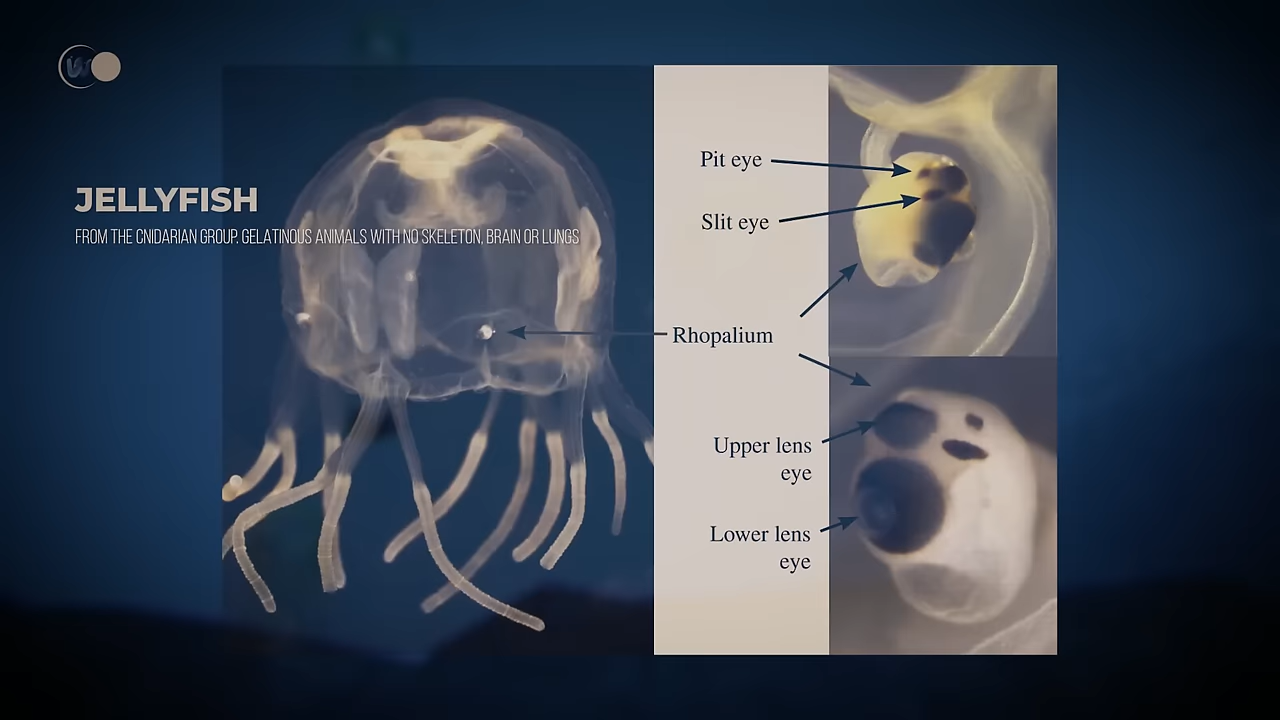 JELLYFISH
FROM THE CNIDARIAN GROUP. GELATINOUS ANIMALS WITH NO SKELETON, BRAIN OR LUNGS
Pit eye
Slit eye
Rhopalium
Upper lens
eye
Lower lens
eye